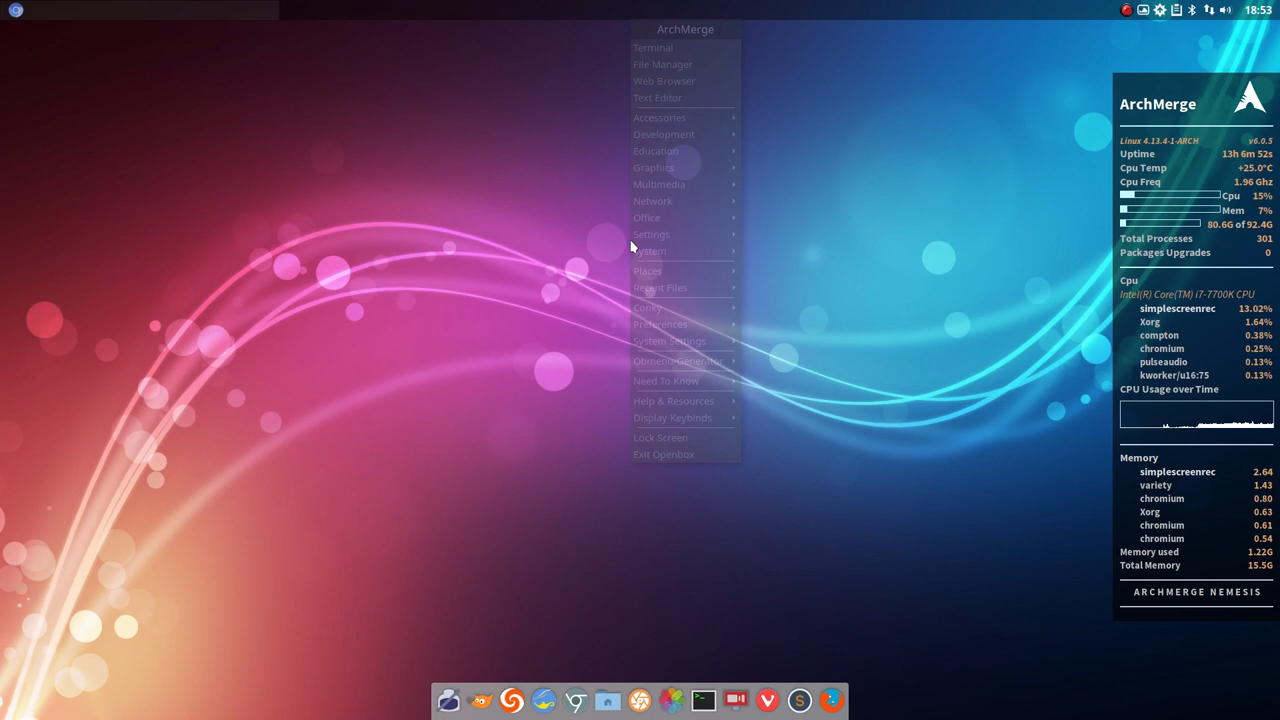 18:53
ArchMerge
Terminal
File Manager
Web Browser
Text Editor
Accessories
Development
Education
Graphics
Multimedia
Network
Office
Settings
System
Places
Recent Files
Conky
Preferences
System Settings
Obmenu-Generator
Need To Know
Help & Resources
Display Keybinds
Lock Screen
Exit Openbox
ArchMerge
Linux 4.13.4-1-ARCH v6.0.5
Uptime 13h 6m 52s
Cpu Temp +25.0°C
Cpu Freq 1.96 Ghz
Cpu 15%
Mem 7%
80.6G of 92.4G
Total Processes 301
Packages Upgrades 0
Cpu
Intel(R) Core(TM) i7-7700K CPU
simplescreenrec 13.02%
Xorg 1.64%
compton 0.38%
chromium 0.25%
pulseaudio 0.13%
kworker/u16:75 0.13%
CPU Usage over Time
Memory
simplescreenrec 2.64
variety 1.43
chromium 0.80
Xorg 0.63
chromium 0.61
chromium 0.54
Memory used 1.22G
Total Memory 15.5G
ARCHMERGE NEMESIS